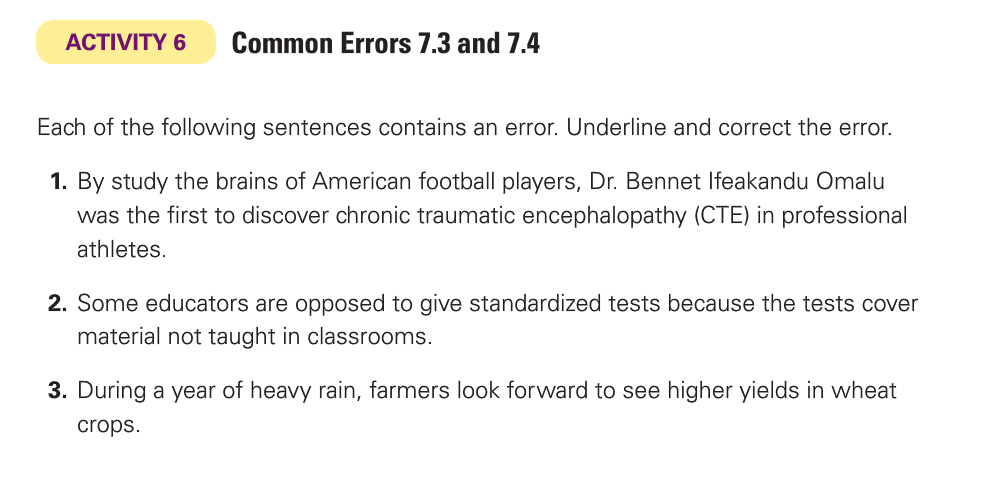 ACTIVITY 6 Common Errors 7.3 and 7.4
Each of the following sentences contains an error. Underline and correct the error.
1. By study the brains of American football players, Dr. Bennet Ifeakandu Omalu
was the first to discover chronic traumatic encephalopathy (CTE) in professional
athletes.
2. Some educators are opposed to give standardized tests because the tests cover
material not taught in classrooms.
3. During a year of heavy rain, farmers look forward to see higher yields in wheat
crops.